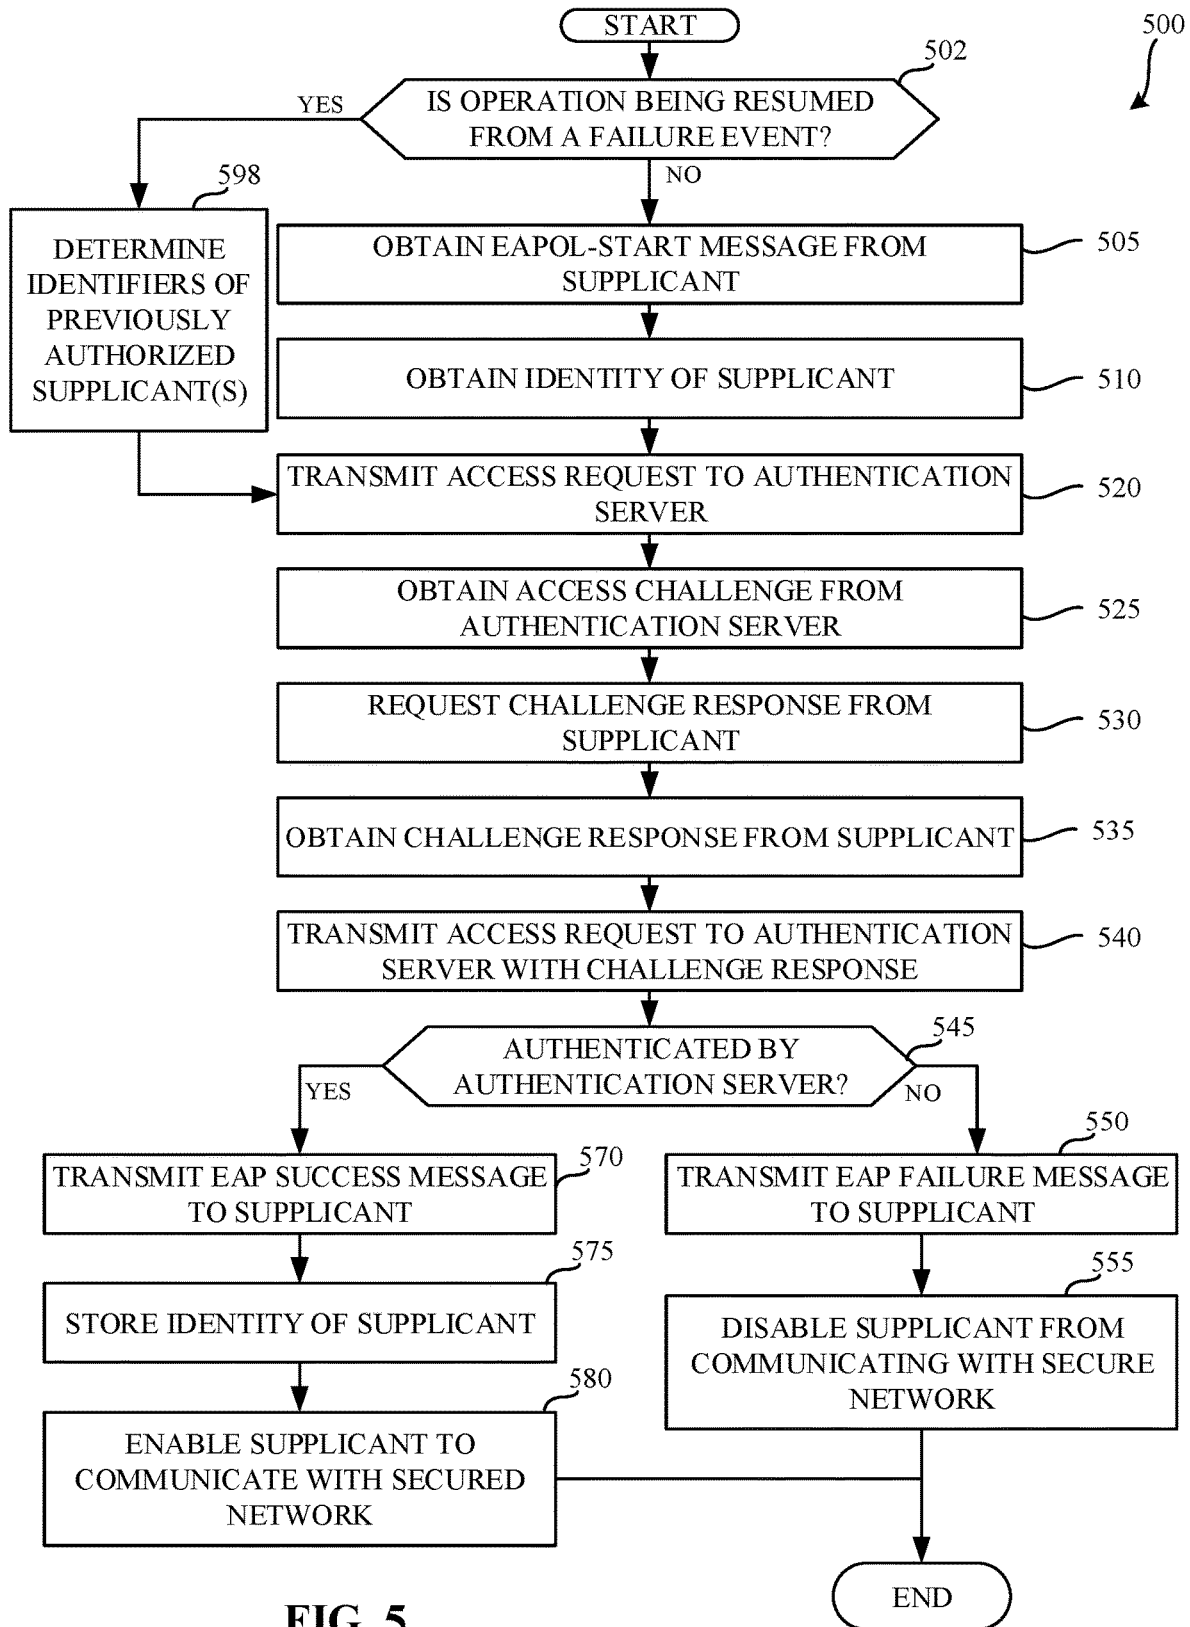 START
500
502
IS OPERATION BEING RESUMED
FROM A FAILURE EVENT?
YES
NO
598
DETERMINE
IDENTIFIERS OF
PREVIOUSLY
AUTHORIZED
SUPPLICANT(S)
OBTAIN EAPOL-START MESSAGE FROM
SUPPLICANT
505
OBTAIN IDENTITY OF SUPPLICANT
510
TRANSMIT ACCESS REQUEST TO AUTHENTICATION
SERVER
520
OBTAIN ACCESS CHALLENGE FROM
AUTHENTICATION SERVER
525
REQUEST CHALLENGE RESPONSE FROM
SUPPLICANT
530
OBTAIN CHALLENGE RESPONSE FROM SUPPLICANT
535
TRANSMIT ACCESS REQUEST TO AUTHENTICATION
SERVER WITH CHALLENGE RESPONSE
540
AUTHENTICATED BY
AUTHENTICATION SERVER?
545
YES
NO
TRANSMIT EAP SUCCESS MESSAGE
TO SUPPLICANT
570
TRANSMIT EAP FAILURE MESSAGE
TO SUPPLICANT
550
STORE IDENTITY OF SUPPLICANT
575
DISABLE SUPPLICANT FROM
COMMUNICATING WITH SECURE
NETWORK
555
ENABLE SUPPLICANT TO
COMMUNICATE WITH SECURED
NETWORK
580
END
FIG. 5